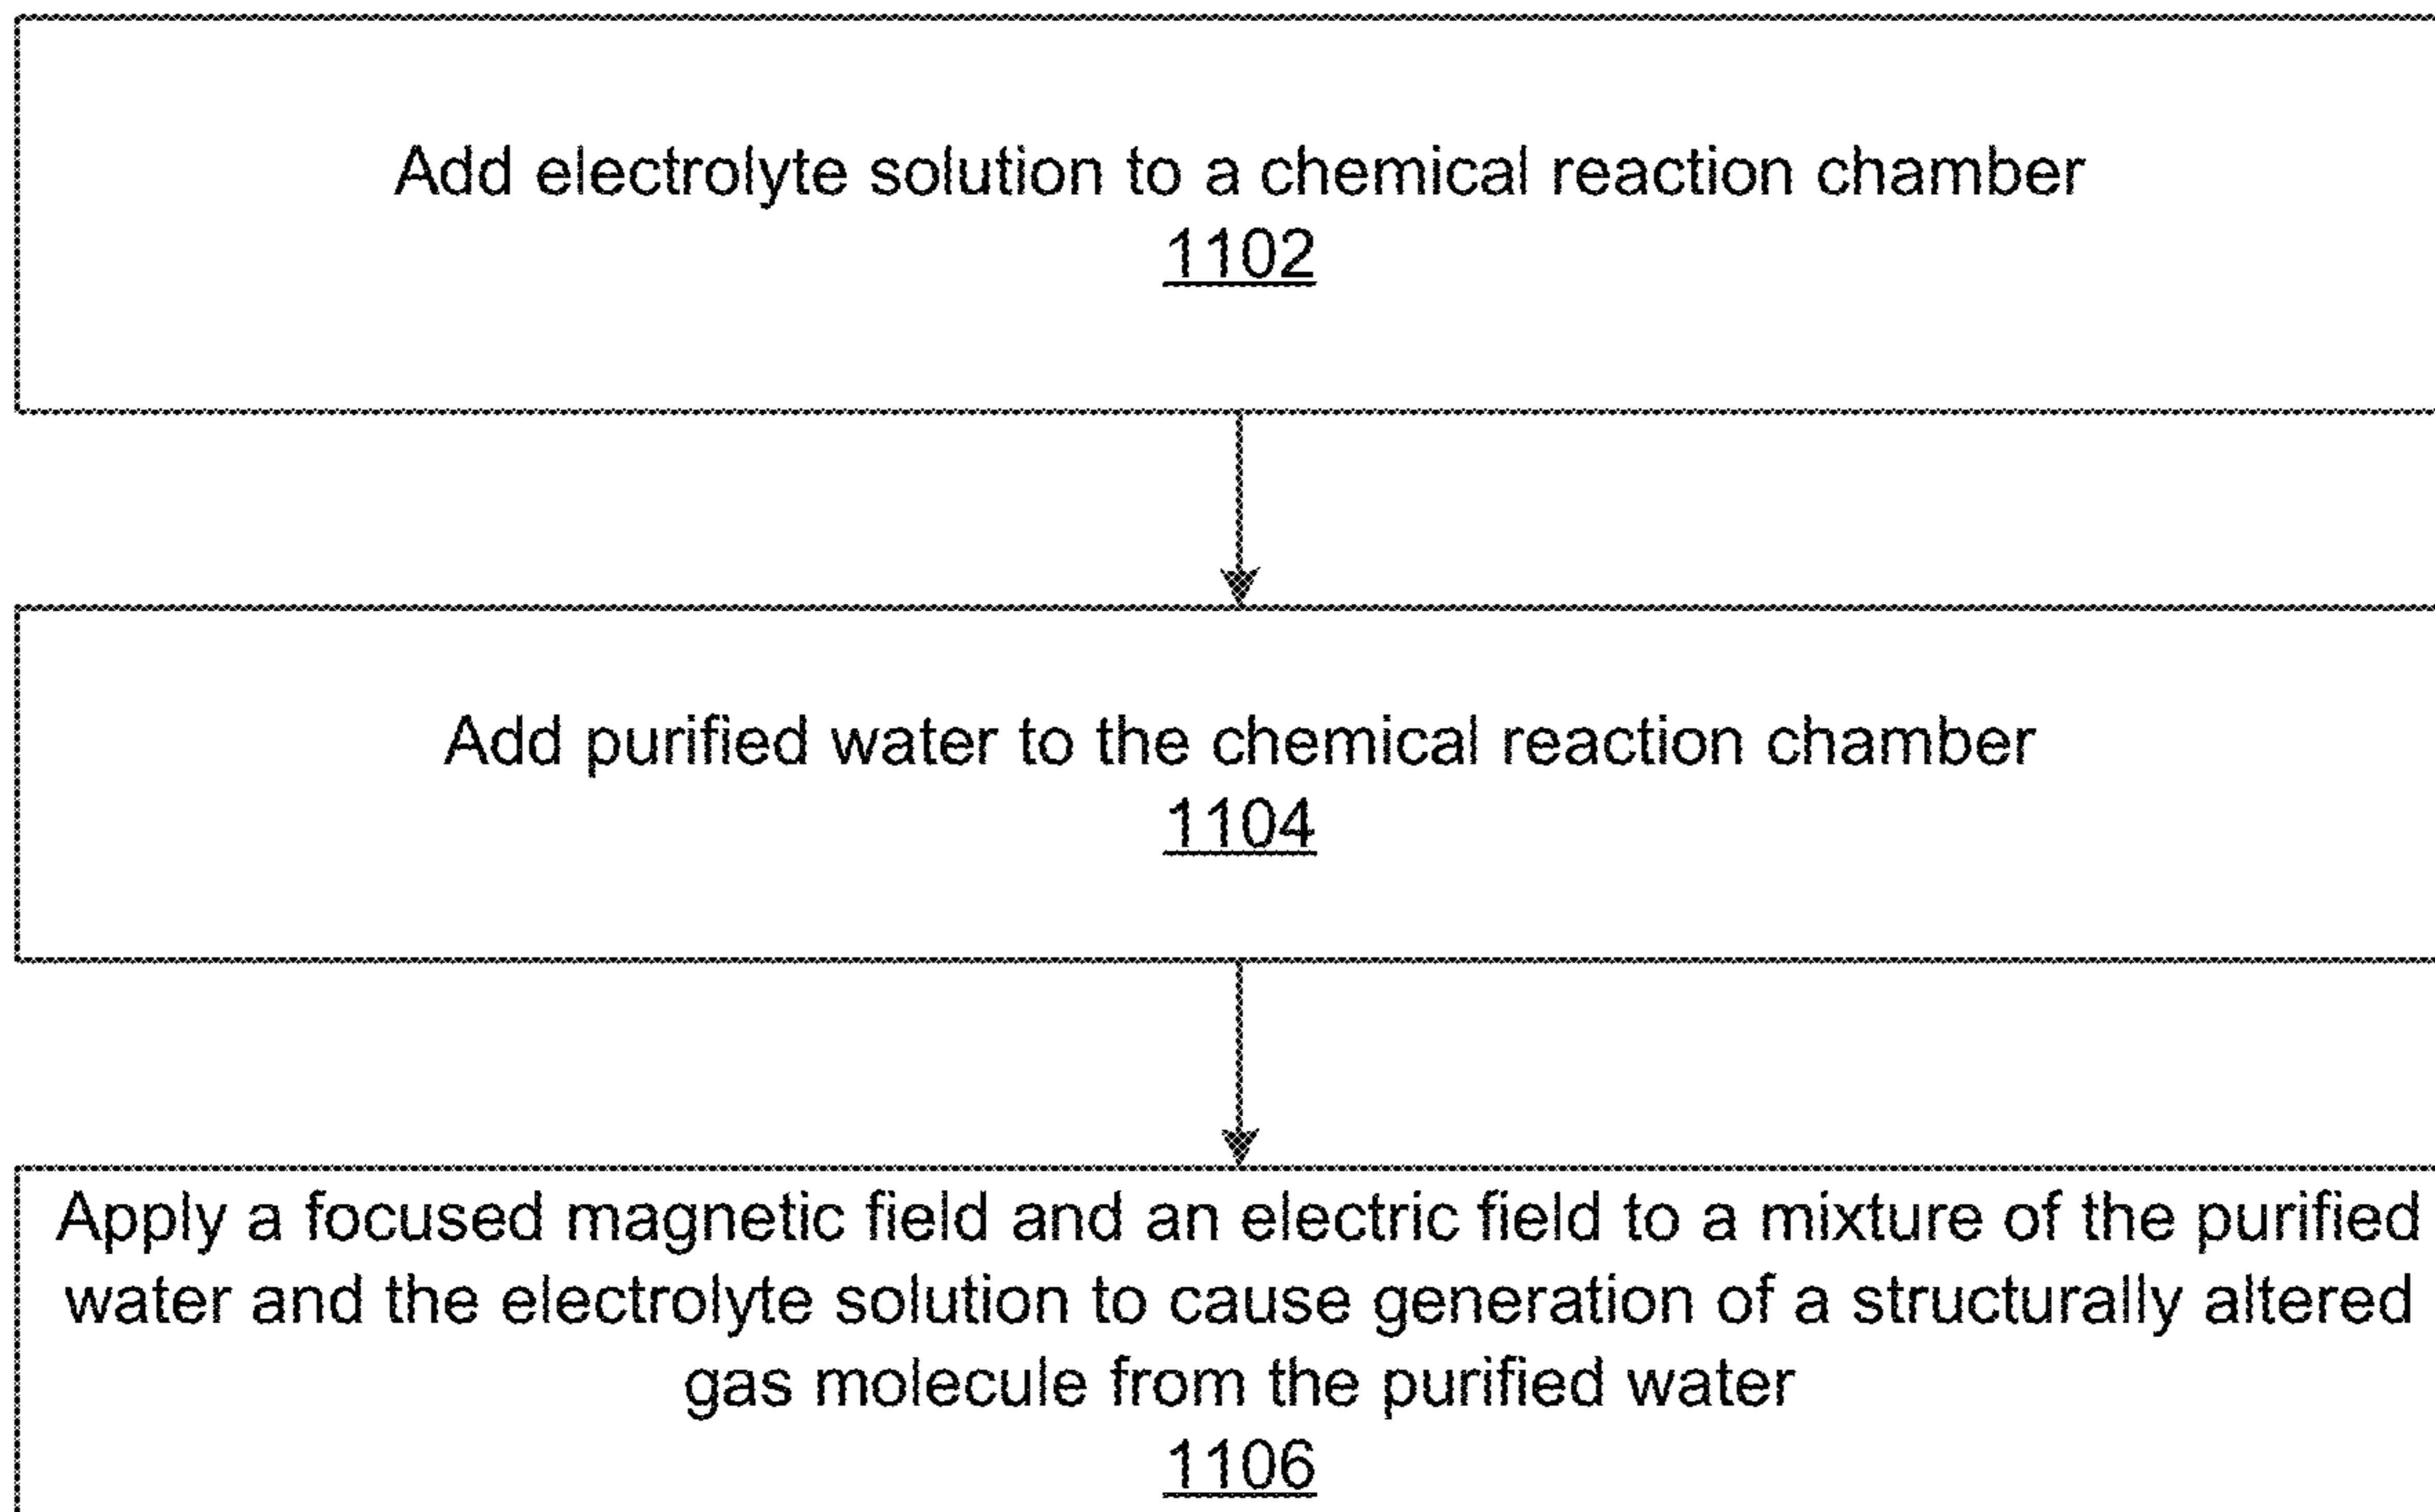 Add electrolyte solution to a chemical reaction chamber
1102
Add purified water to the chemical reaction chamber
1104
Apply a focused magnetic field and an electric field to a mixture of the purified
water and the electrolyte solution to cause generation of a structurally altered
gas molecule from the purified water
1106